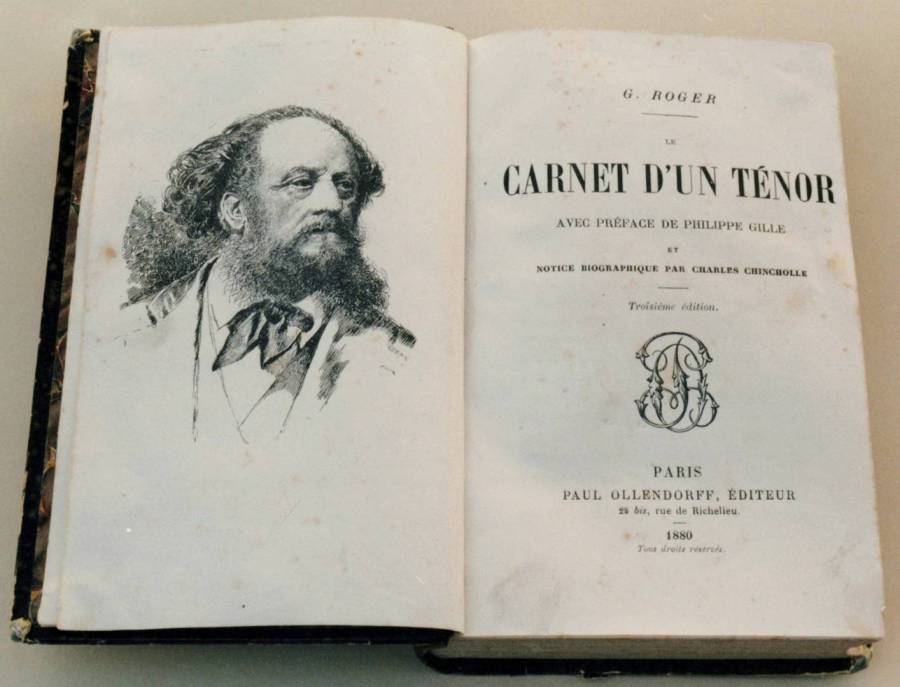 G. ROGER
LE
CARNET D'UN TÉNOR
AVEC PRÉFACE DE PHILIPPE GILLE
ET
NOTICE BIOGRAPHIQUE PAR CHARLES CHINCHOLLE
Troisième édition.
PARIS
PAUL OLLENDORFF, ÉDITEUR
28 bis, rue de Richelieu.
1880
Tous droits réservés.